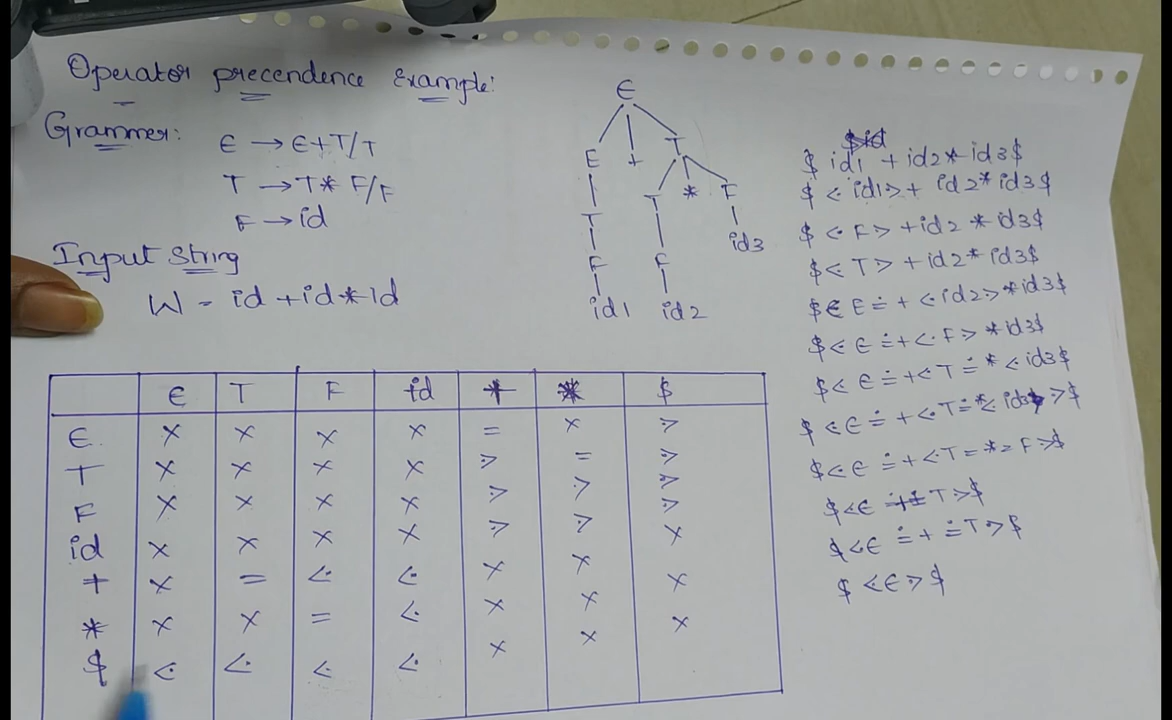 Operator precendence Example:
Grammer:
E → E+T/T
T → T* F/F
F → id
Input String
W - id +id*id
E
E + T
T T * F
F F id3
id1 id2
E T F id + * $
E x x x x = x ⋗
T x x x x ⋗ = ⋗
F x x x x ⋗ ⋗ ⋗
id x x x x ⋗ ⋗ ⋗
+ x = ⋖ ⋖ x x x
* x x = ⋖ x x x
$ ⋖ ⋖ ⋖ ⋖ x x x
$ id1 + id2 * id3 $
$ ⋖ id1 ⋗ + id2 * id3 $
$ ⋖ F ⋗ + id2 * id3 $
$ ⋖ T ⋗ + id2 * id3 $
$ ⋖ E ≐ + ⋖ id2 ⋗ * id3 $
$ ⋖ E ≐ + ⋖ F ⋗ * id3 $
$ ⋖ E ≐ + ⋖ T ≐ * ⋖ id3 $
$ ⋖ E ≐ + ⋖ T ≐ * ⋖ id3 ⋗ $
$ ⋖ E ≐ + ⋖ T = * = F ⋗ $
$ ⋖ E + ≐ T ⋗ $
$ ⋖ E ≐ + ≐ T ⋗ $
$ ⋖ E ⋗ $